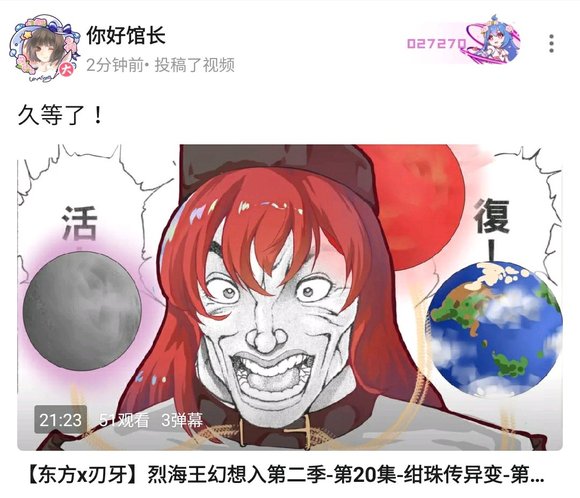 你好馆长
027270
2分钟前· 投稿了视频
久等了！
活
復！
21:23 51观看 3弹幕
【东方x刃牙】烈海王幻想入第二季-第20集-绀珠传异变-第...